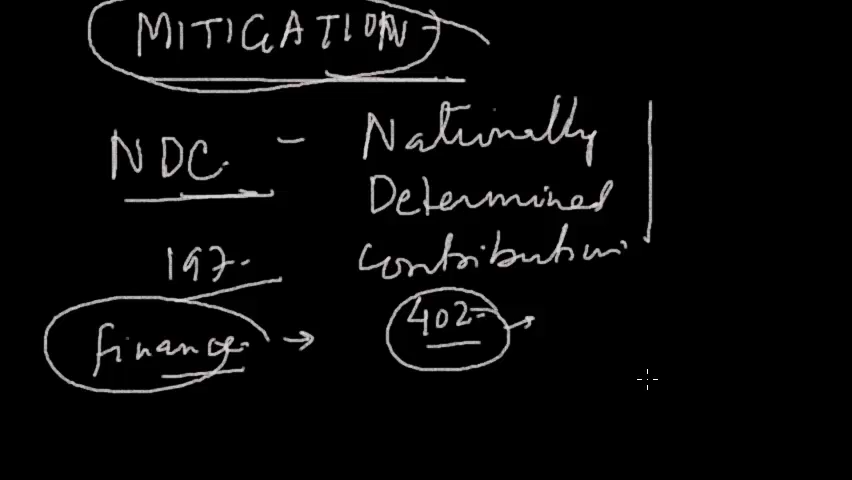 MITIGATION
NDC - Nationally
Determined
Contribution
197
finance → 402 →